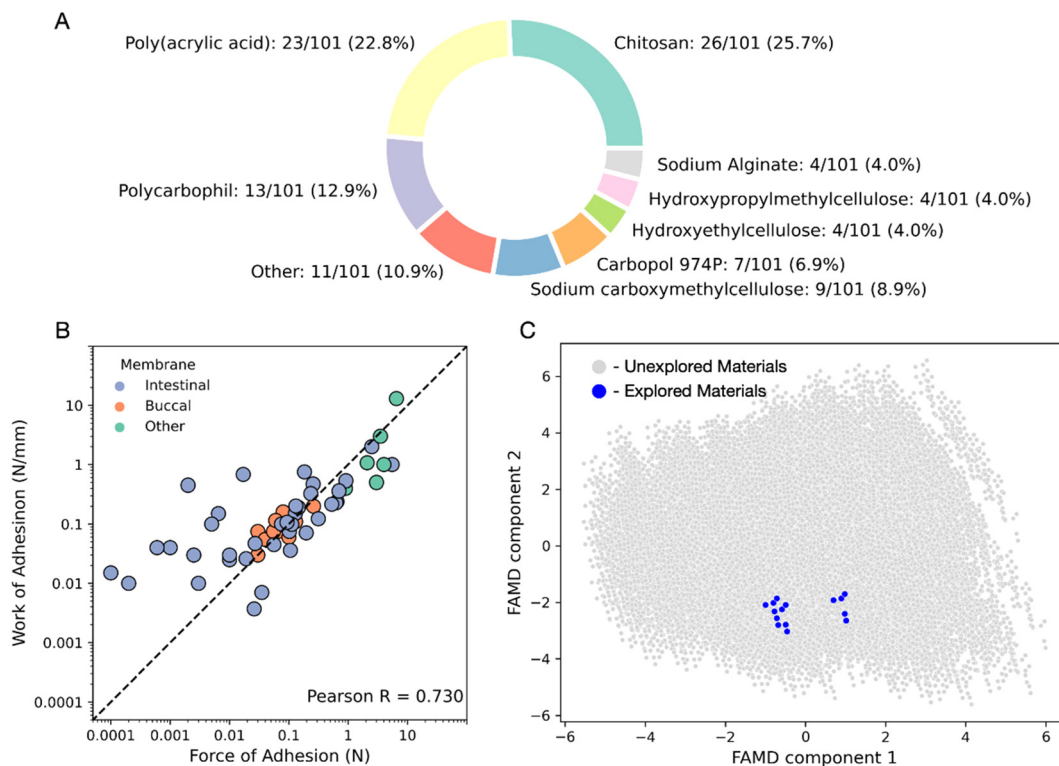 A
Poly(acrylic acid): 23/101 (22.8%)
Chitosan: 26/101 (25.7%)
Polycarbophil: 13/101 (12.9%)
Sodium Alginate: 4/101 (4.0%)
Hydroxypropylmethylcellulose: 4/101 (4.0%)
Hydroxyethylcellulose: 4/101 (4.0%)
Other: 11/101 (10.9%)
Carbopol 974P: 7/101 (6.9%)
Sodium carboxymethylcellulose: 9/101 (8.9%)
B
Membrane
Intestinal
Buccal
Other
10
1
0.1
0.01
0.001
0.0001
Work of Adhesinon (N/mm)
Pearson R = 0.730
0.0001 0.001 0.01 0.1 1 10
Force of Adhesion (N)
C
- Unexplored Materials
- Explored Materials
6
4
2
0
−2
−4
−6
FAMD component 2
−6 −4 −2 0 2 4 6
FAMD component 1